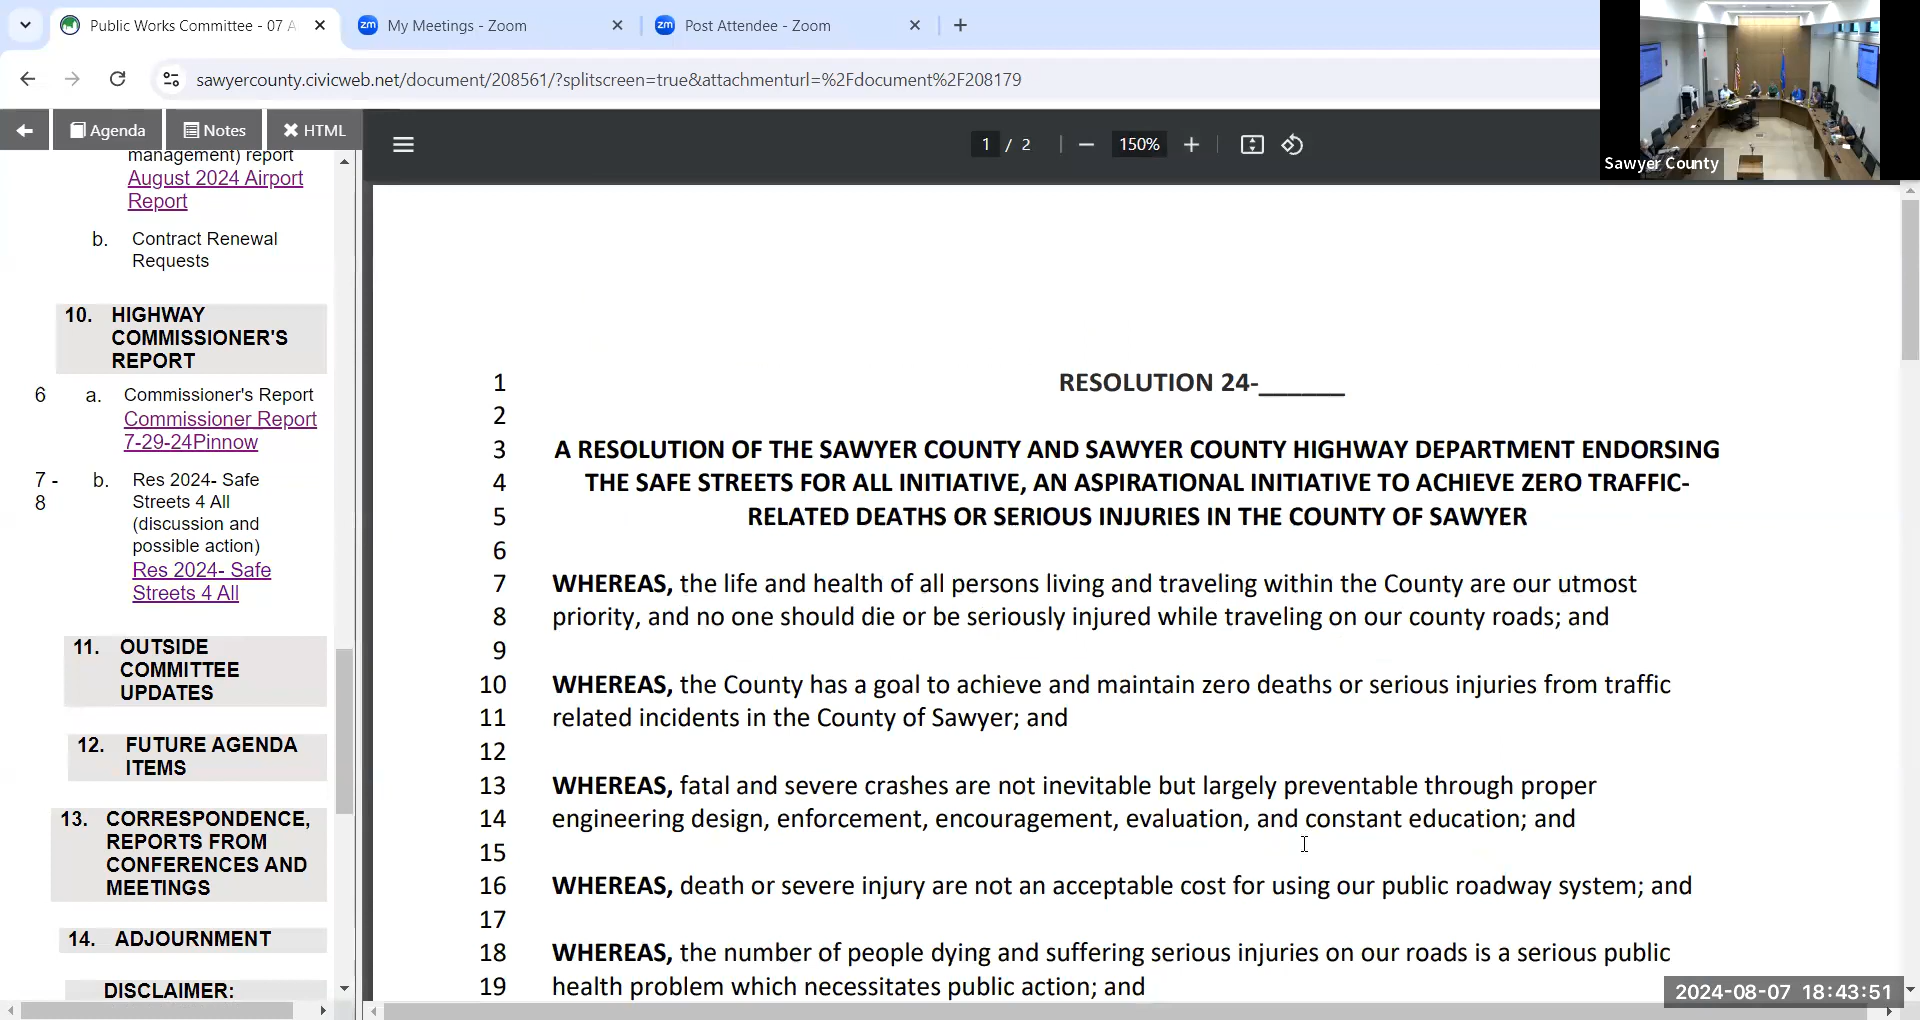 Public Works Committee - 07 A
My Meetings - Zoom
Post Attendee - Zoom
sawyercounty.civicweb.net/document/208561/?splitscreen=true&attachmenturl=%2Fdocument%2F208179
Agenda
Notes
HTML
1 / 2
150%
Sawyer County
management) report
August 2024 Airport
Report
b. Contract Renewal
Requests
10. HIGHWAY
COMMISSIONER'S
REPORT
6 a. Commissioner's Report
Commissioner Report
7-29-24Pinnow
7 - b. Res 2024- Safe
8 Streets 4 All
(discussion and
possible action)
Res 2024- Safe
Streets 4 All
11. OUTSIDE
COMMITTEE
UPDATES
12. FUTURE AGENDA
ITEMS
13. CORRESPONDENCE,
REPORTS FROM
CONFERENCES AND
MEETINGS
14. ADJOURNMENT
DISCLAIMER:
1 RESOLUTION 24-______
2
3 A RESOLUTION OF THE SAWYER COUNTY AND SAWYER COUNTY HIGHWAY DEPARTMENT ENDORSING
4 THE SAFE STREETS FOR ALL INITIATIVE, AN ASPIRATIONAL INITIATIVE TO ACHIEVE ZERO TRAFFIC-
5 RELATED DEATHS OR SERIOUS INJURIES IN THE COUNTY OF SAWYER
6
7 WHEREAS, the life and health of all persons living and traveling within the County are our utmost
8 priority, and no one should die or be seriously injured while traveling on our county roads; and
9
10 WHEREAS, the County has a goal to achieve and maintain zero deaths or serious injuries from traffic
11 related incidents in the County of Sawyer; and
12
13 WHEREAS, fatal and severe crashes are not inevitable but largely preventable through proper
14 engineering design, enforcement, encouragement, evaluation, and constant education; and
15
16 WHEREAS, death or severe injury are not an acceptable cost for using our public roadway system; and
17
18 WHEREAS, the number of people dying and suffering serious injuries on our roads is a serious public
19 health problem which necessitates public action; and
2024-08-07 18:43:51